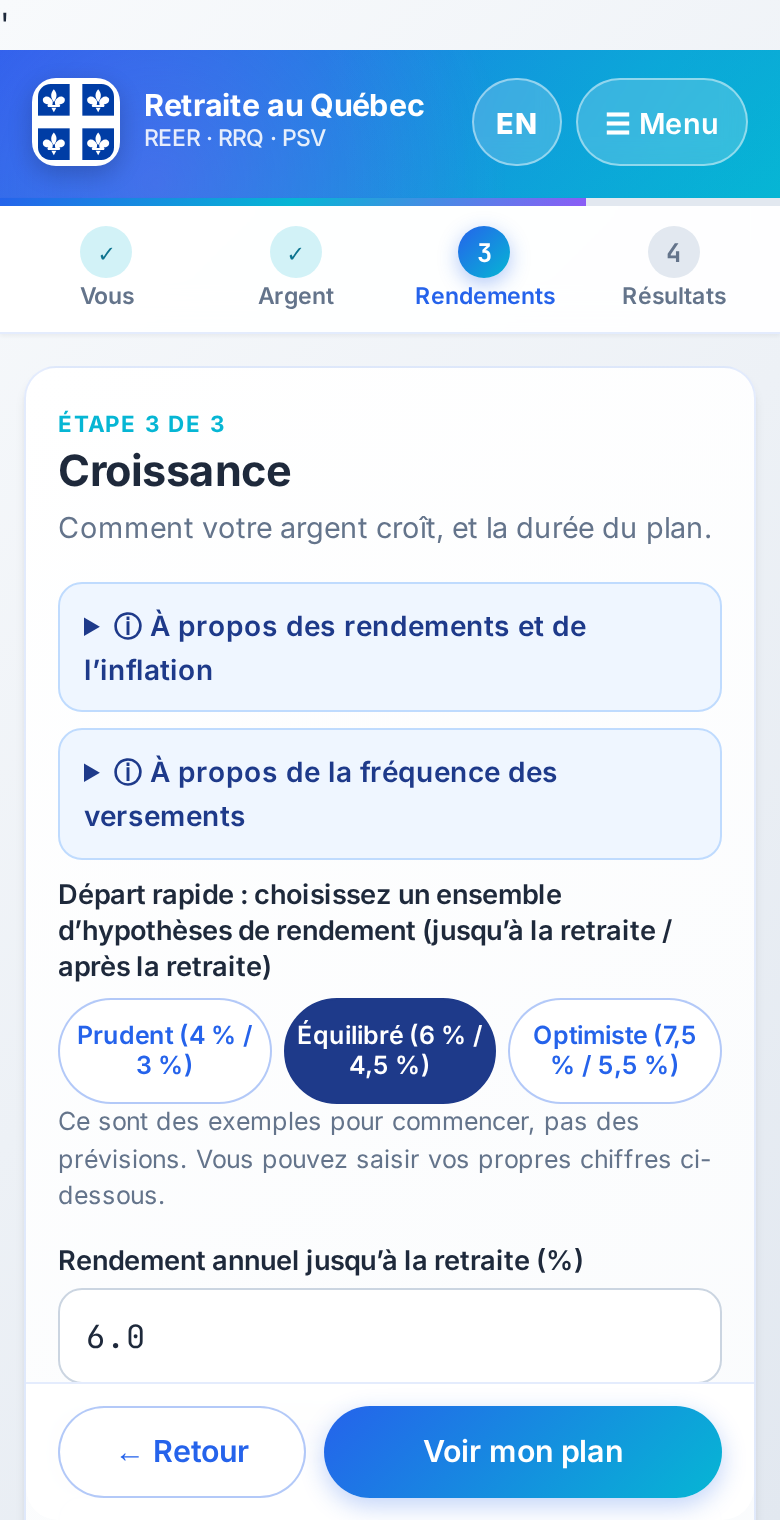 '
Retraite au Québec
REER · RRQ · PSV
EN
☰ Menu
✓
✓
3
4
Vous
Argent
Rendements
Résultats
ÉTAPE 3 DE 3
Croissance
Comment votre argent croît, et la durée du plan.
▶ ⓘ À propos des rendements et de
l’inflation
▶ ⓘ À propos de la fréquence des
versements
Départ rapide : choisissez un ensemble
d’hypothèses de rendement (jusqu’à la retraite /
après la retraite)
Prudent (4 % /
3 %)
Équilibré (6 % /
4,5 %)
Optimiste (7,5
% / 5,5 %)
Ce sont des exemples pour commencer, pas des
prévisions. Vous pouvez saisir vos propres chiffres ci-
dessous.
Rendement annuel jusqu’à la retraite (%)
6.0
← Retour
Voir mon plan